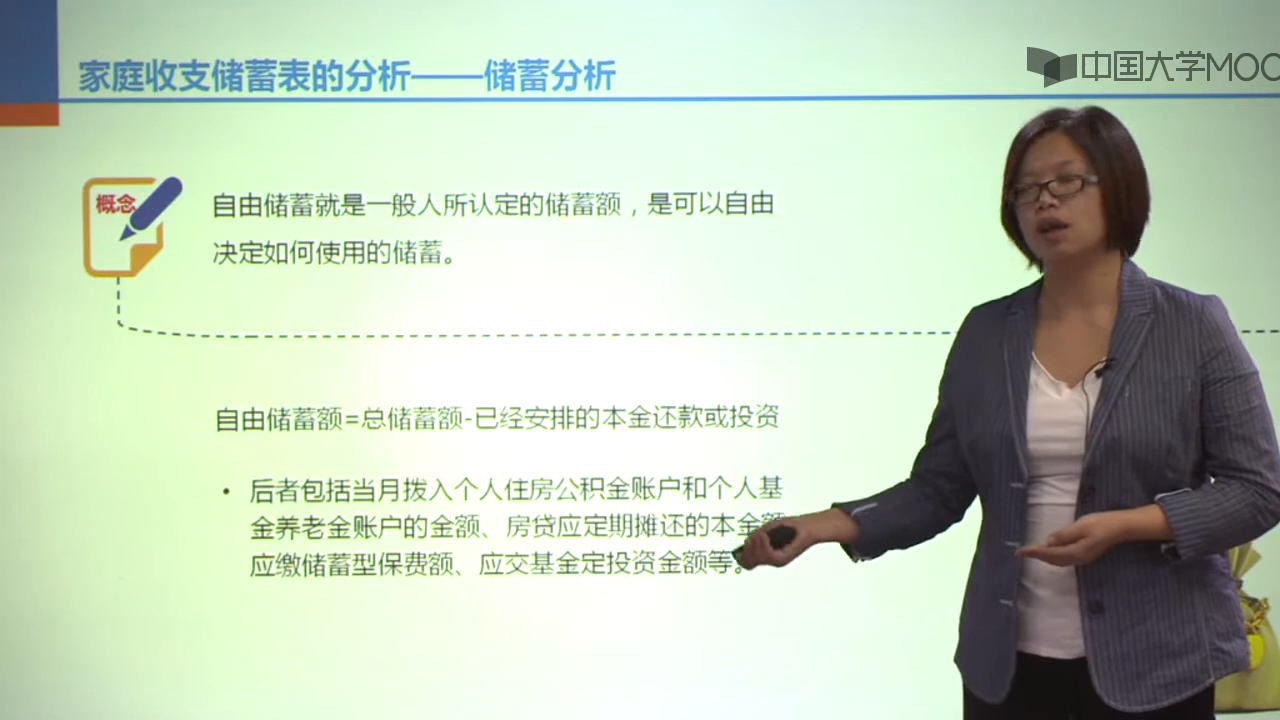 家庭收支储蓄表的分析——储蓄分析
中国大学MOO
概念
自由储蓄就是一般人所认定的储蓄额，是可以自由
决定如何使用的储蓄。
自由储蓄额=总储蓄额-已经安排的本金还款或投资
• 后者包括当月拨入个人住房公积金账户和个人基
金养老金账户的金额、房贷应定期摊还的本金额
应缴储蓄型保费额、应交基金定投资金额等。